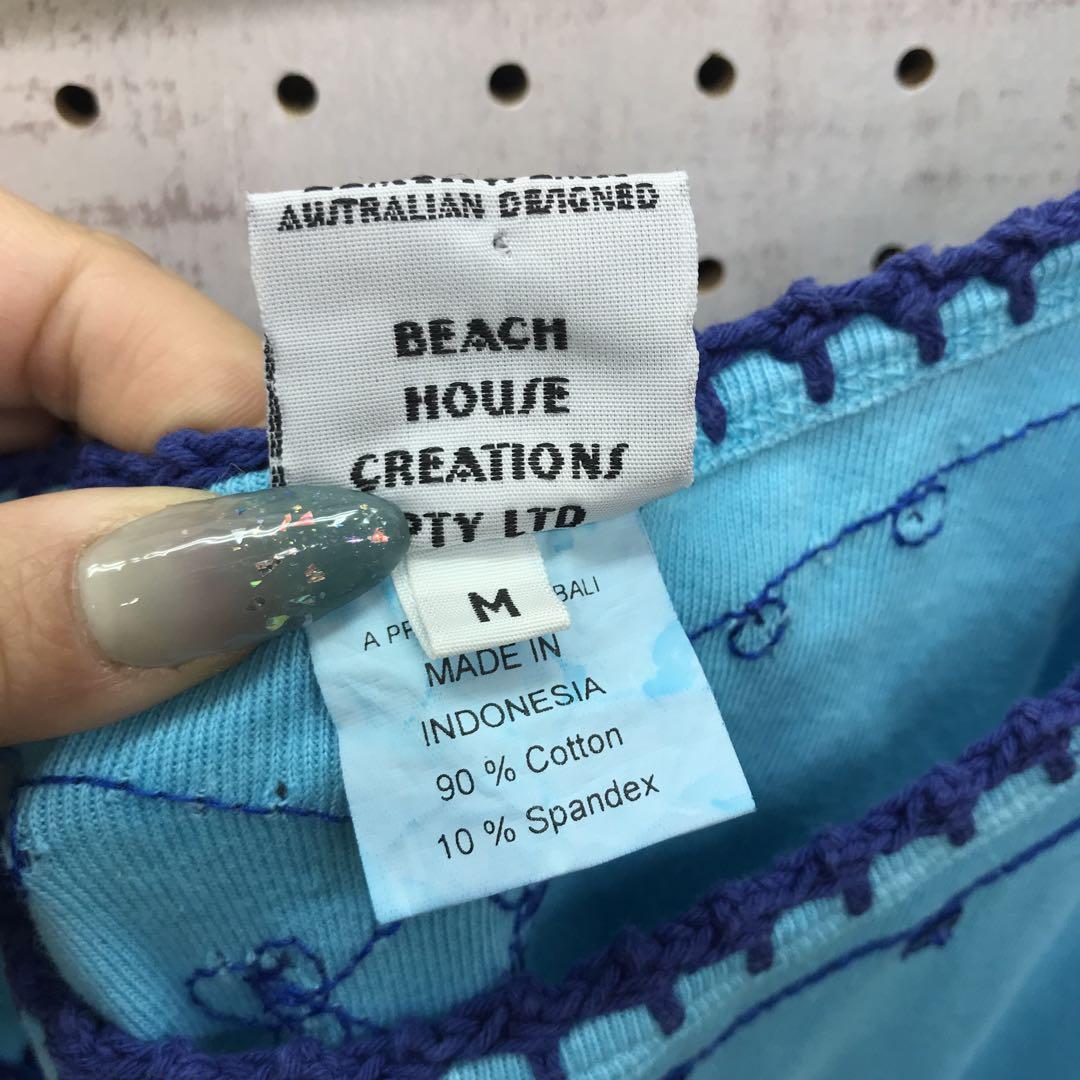 AUSTRALIAN DESIGNED
BEACH
HOUSE
CREATIONS
PTY LTD
M
A PR BALI
MADE IN
INDONESIA
90 % Cotton
10 % Spandex